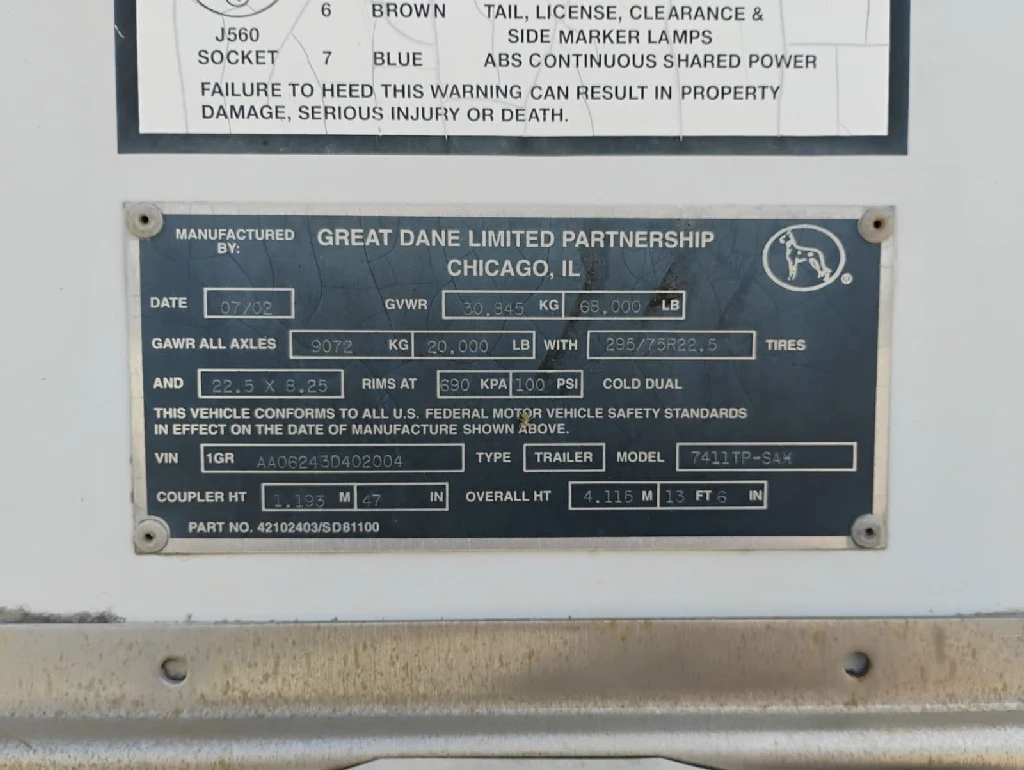 6 BROWN TAIL, LICENSE, CLEARANCE &
J560 SIDE MARKER LAMPS
SOCKET 7 BLUE ABS CONTINUOUS SHARED POWER
FAILURE TO HEED THIS WARNING CAN RESULT IN PROPERTY
DAMAGE, SERIOUS INJURY OR DEATH.
MANUFACTURED BY: GREAT DANE LIMITED PARTNERSHIP
CHICAGO, IL
®
DATE 07/02 GVWR 30,845 KG 68,000 LB
GAWR ALL AXLES 9072 KG 20,000 LB WITH 295/75R22.5 TIRES
AND 22.5 X 8.25 RIMS AT 690 KPA 100 PSI COLD DUAL
THIS VEHICLE CONFORMS TO ALL U.S. FEDERAL MOTOR VEHICLE SAFETY STANDARDS
IN EFFECT ON THE DATE OF MANUFACTURE SHOWN ABOVE.
VIN 1GR AA06243D402004 TYPE TRAILER MODEL 7411TP-SAW
COUPLER HT 1.193 M 47 IN OVERALL HT 4.115 M 13 FT 6 IN
PART NO. 42102403/SD81100